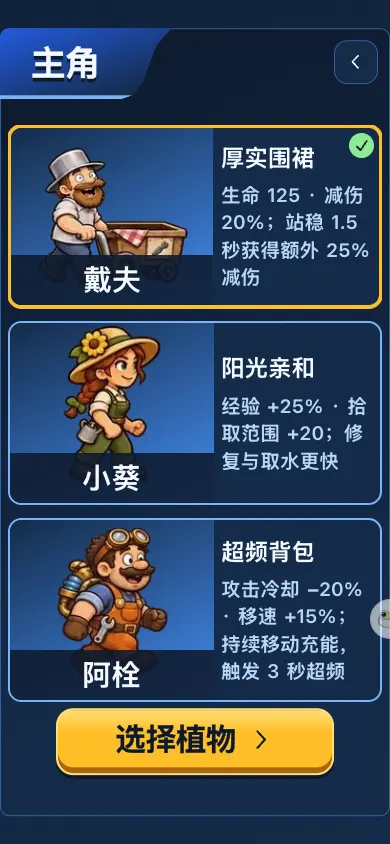 主角
厚实围裙
生命 125 · 减伤
20%；站稳 1.5
秒获得额外 25%
减伤
戴夫
阳光亲和
经验 +25% · 拾
取范围 +20；修
复与取水更快
小葵
超频背包
攻击冷却 −20%
· 移速 +15%；
持续移动充能，
触发 3 秒超频
阿栓
选择植物